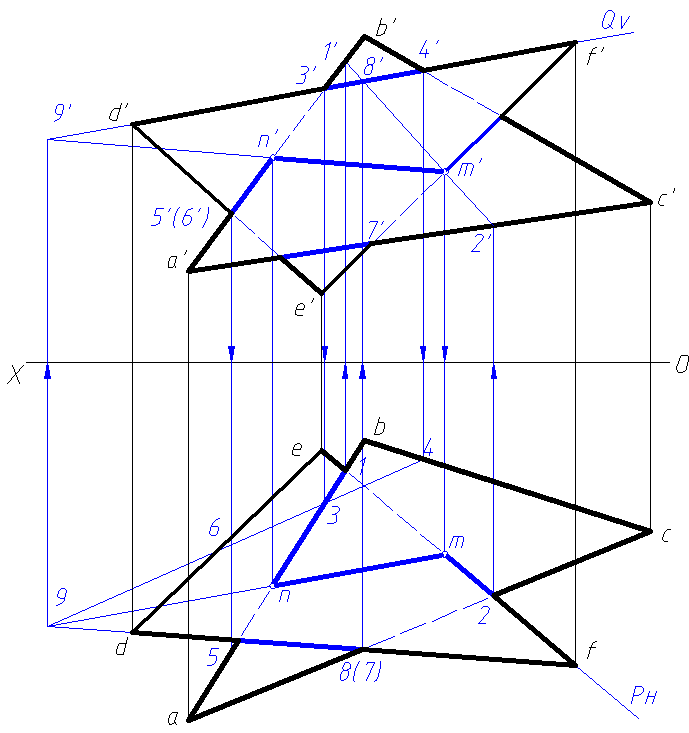 Qv
b'
1'
4'
f'
8'
3'
9'
d'
n'
m'
c'
5'(6')
7'
2'
a'
e'
X
O
b
e
4
1
3
6
m
c
9
n
2
d
5
f
8(7)
Pн
a